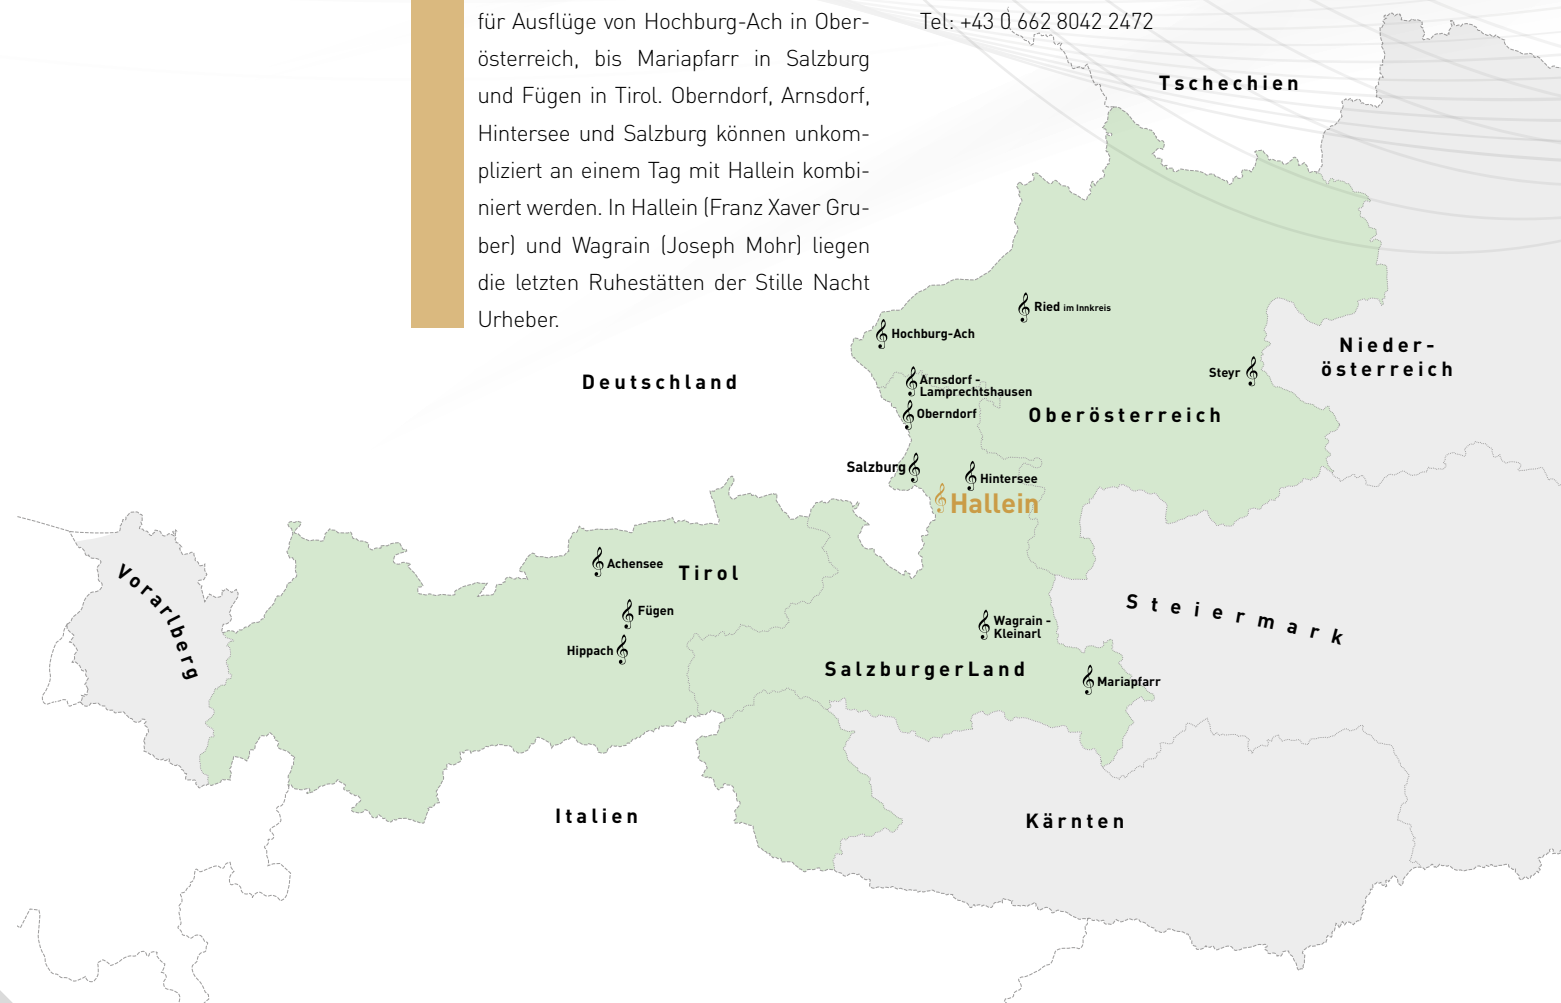 für Ausflüge von Hochburg-Ach in Ober-
österreich, bis Mariapfarr in Salzburg
und Fügen in Tirol. Oberndorf, Arnsdorf,
Hintersee und Salzburg können unkom-
pliziert an einem Tag mit Hallein kombi-
niert werden. In Hallein (Franz Xaver Gru-
ber) und Wagrain (Joseph Mohr) liegen
die letzten Ruhestätten der Stille Nacht
Urheber.
Tel: +43 0 662 8042 2472
Tschechien
Ried im Innkreis
Hochburg-Ach
Nieder-
österreich
Steyr
Deutschland
Arnsdorf -
Lamprechtshausen
Oberndorf
Oberösterreich
Salzburg
Hintersee
Hallein
Achensee
Tirol
Vorarlberg
Fügen
Hippach
Steiermark
Wagrain -
Kleinarl
SalzburgerLand
Mariapfarr
Italien
Kärnten